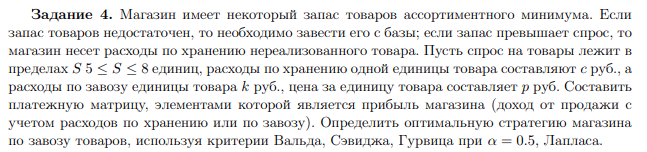 Задание 4. Магазин имеет некоторый запас товаров ассортиментного минимума. Если
запас товаров недостаточен, то необходимо завести его с базы; если запас превышает спрос, то
магазин несет расходы по хранению нереализованного товара. Пусть спрос на товары лежит в
пределах S 5 ≤ S ≤ 8 единиц, расходы по хранению одной единицы товара составляют c руб., а
расходы по завозу единицы товара k руб., цена за единицу товара составляет p руб. Составить
платежную матрицу, элементами которой является прибыль магазина (доход от продажи с
учетом расходов по хранению или по завозу). Определить оптимальную стратегию магазина
по завозу товаров, используя критерии Вальда, Сэвиджа, Гурвица при α = 0.5, Лапласа.